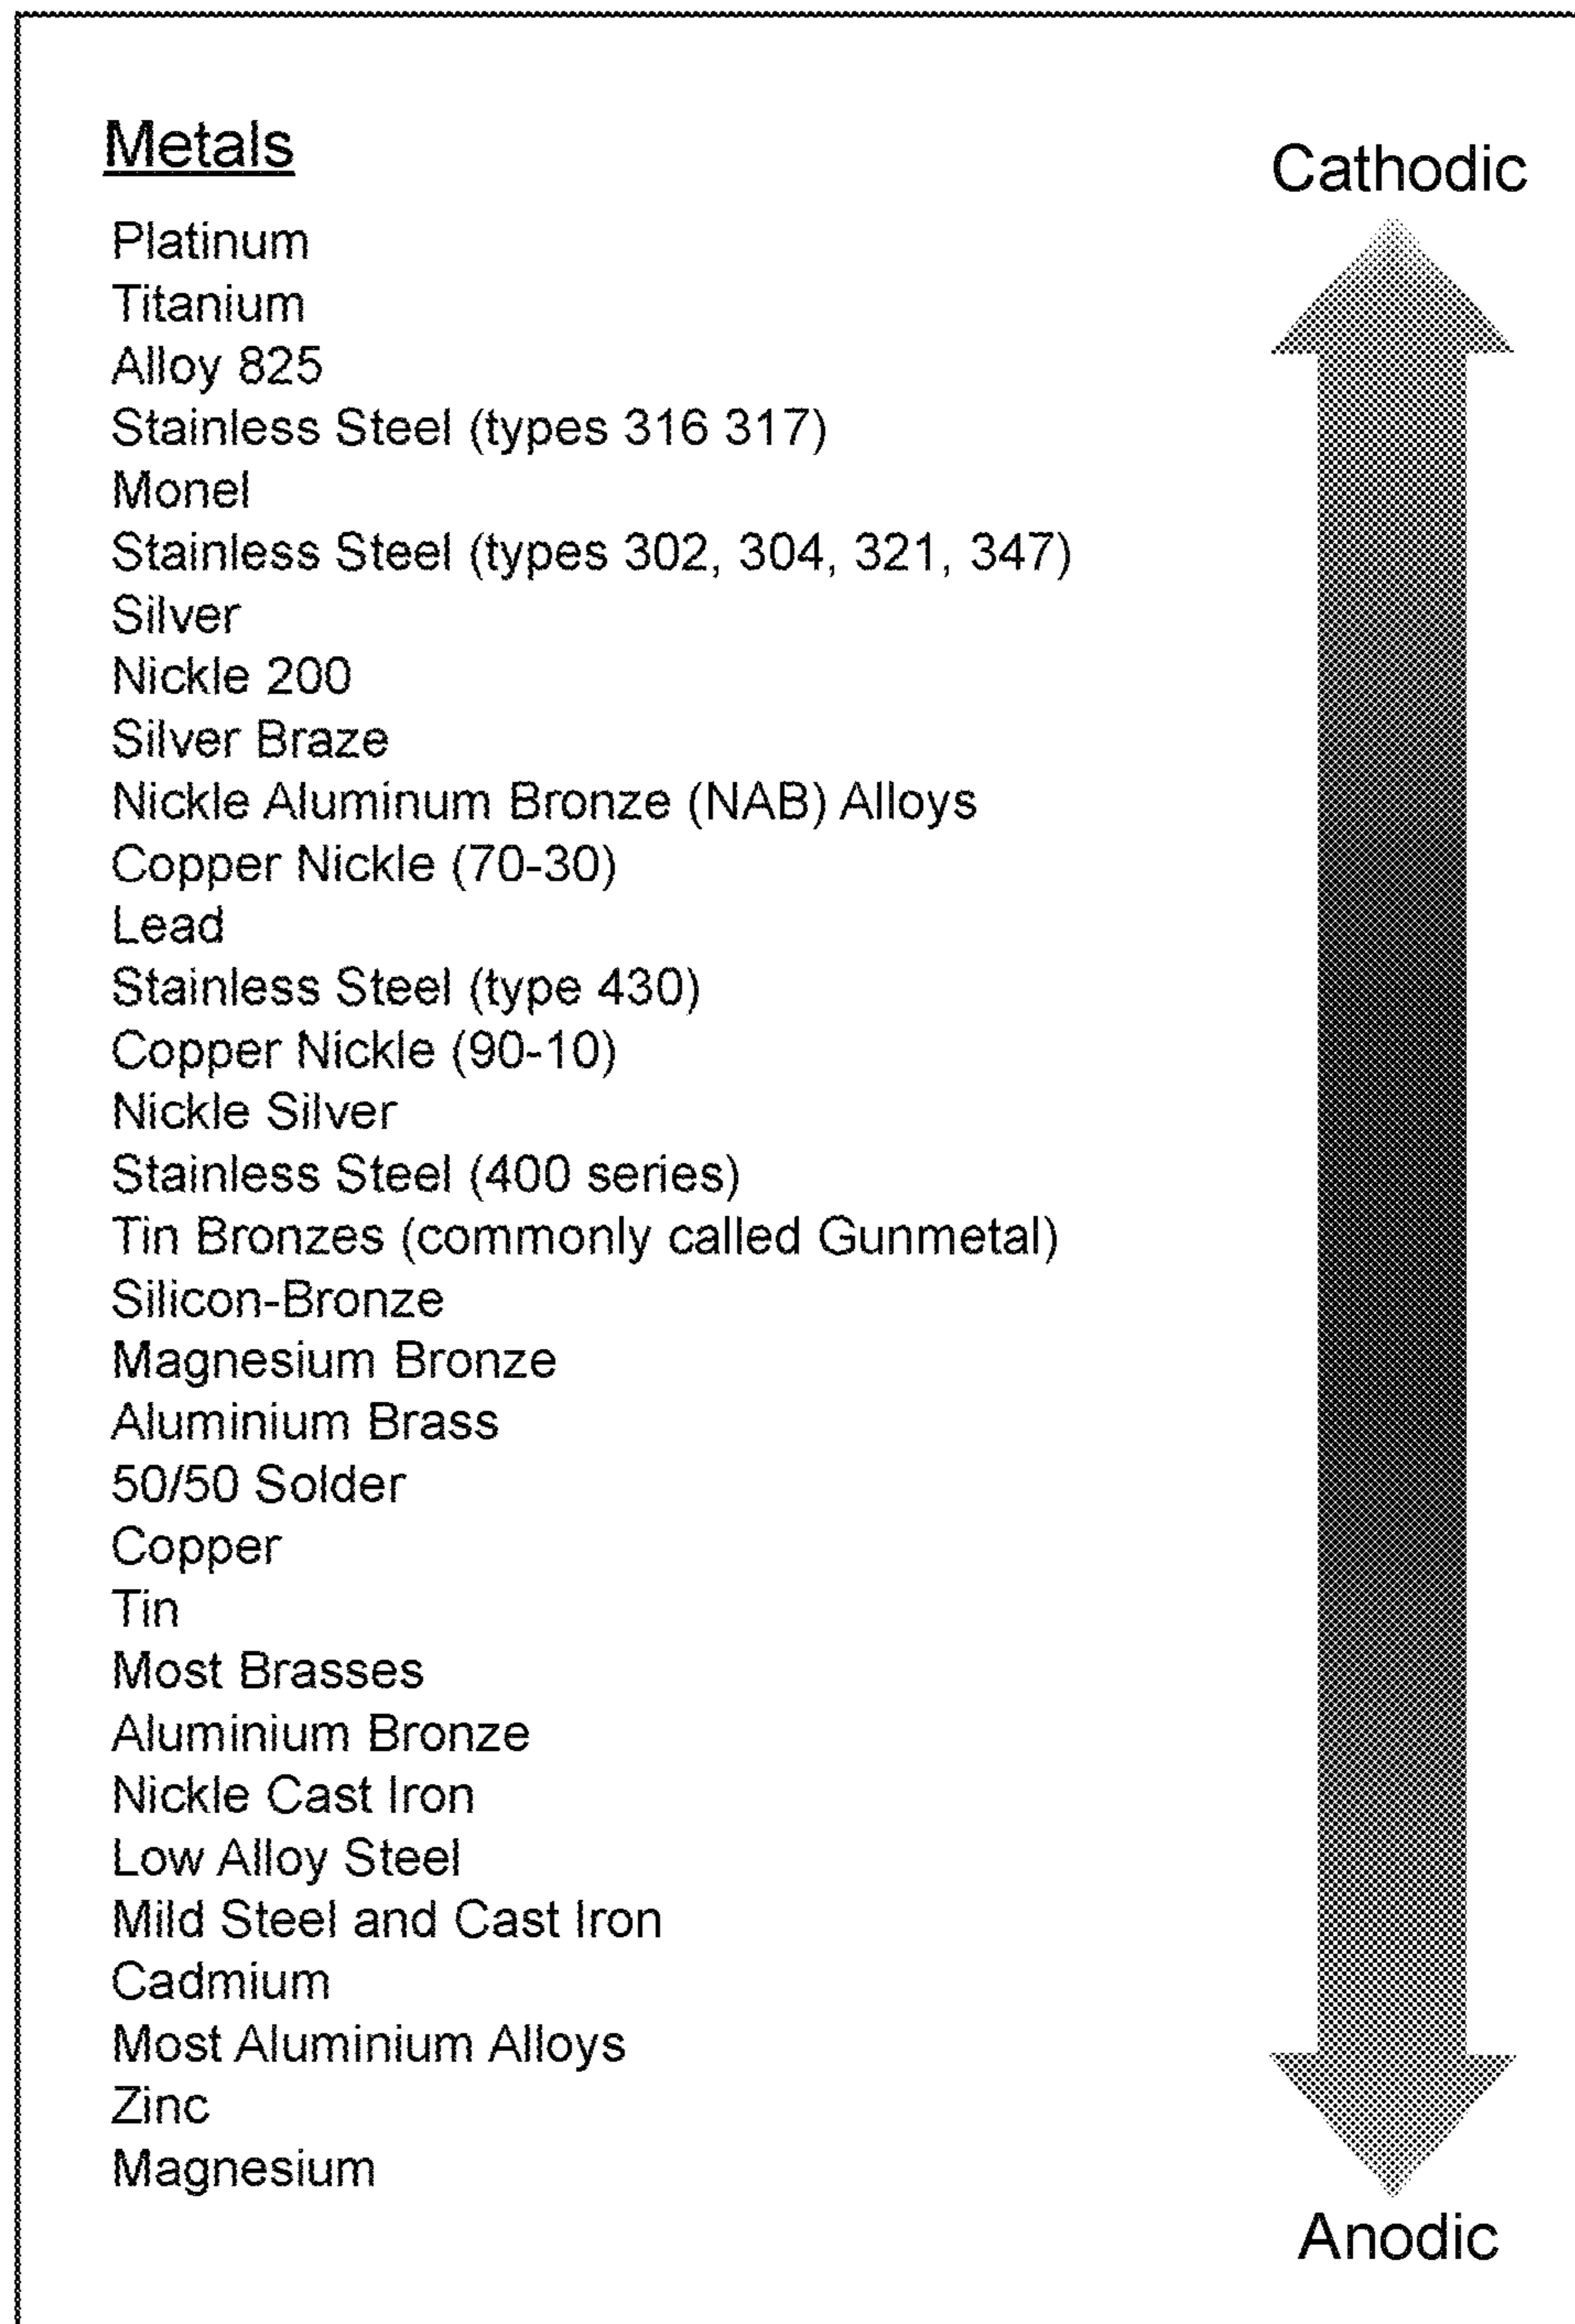 Metals
Cathodic
Platinum
Titanium
Alloy 825
Stainless Steel (types 316 317)
Monel
Stainless Steel (types 302, 304, 321, 347)
Silver
Nickle 200
Silver Braze
Nickle Aluminum Bronze (NAB) Alloys
Copper Nickle (70-30)
Lead
Stainless Steel (type 430)
Copper Nickle (90-10)
Nickle Silver
Stainless Steel (400 series)
Tin Bronzes (commonly called Gunmetal)
Silicon-Bronze
Magnesium Bronze
Aluminium Brass
50/50 Solder
Copper
Tin
Most Brasses
Aluminium Bronze
Nickle Cast Iron
Low Alloy Steel
Mild Steel and Cast Iron
Cadmium
Most Aluminium Alloys
Zinc
Magnesium
Anodic